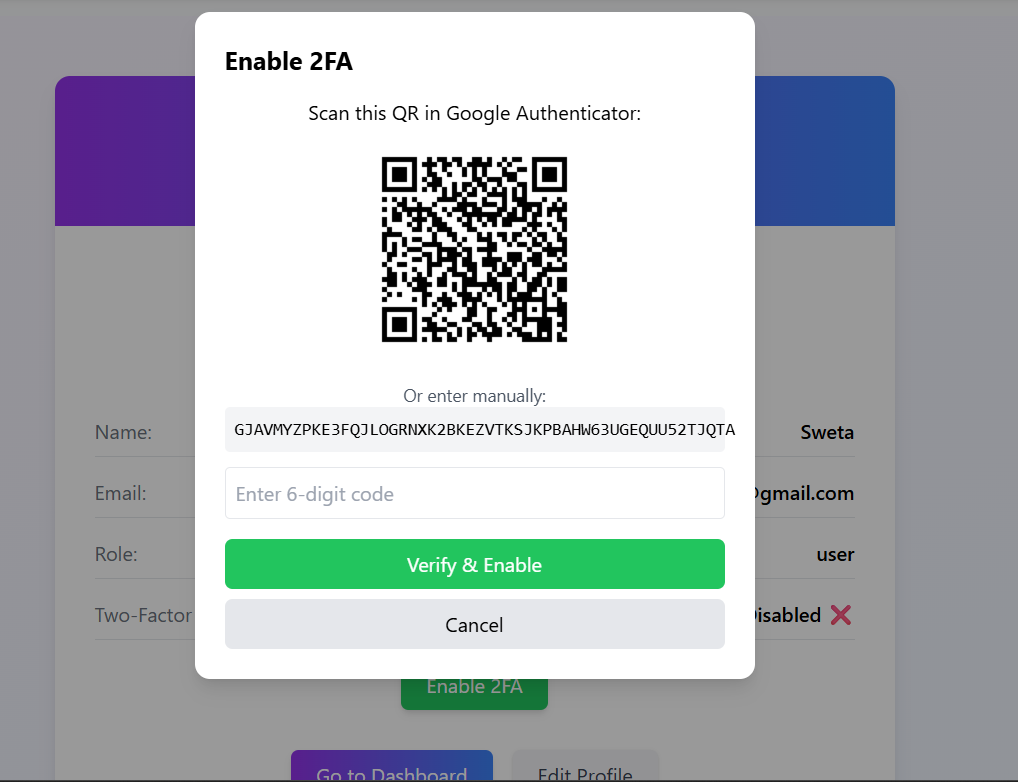 Enable 2FA
Scan this QR in Google Authenticator:
Or enter manually:
GJAVMYZPKE3FQJLOGRNXK2BKEZVTKSJKPBAHW63UGEQUU52TJQTA
Name:
Sweta
Enter 6-digit code
Email:
@gmail.com
Verify & Enable
Role:
user
Cancel
Two-Factor
Disabled
Enable 2FA
Go to Dashboard
Edit Profile